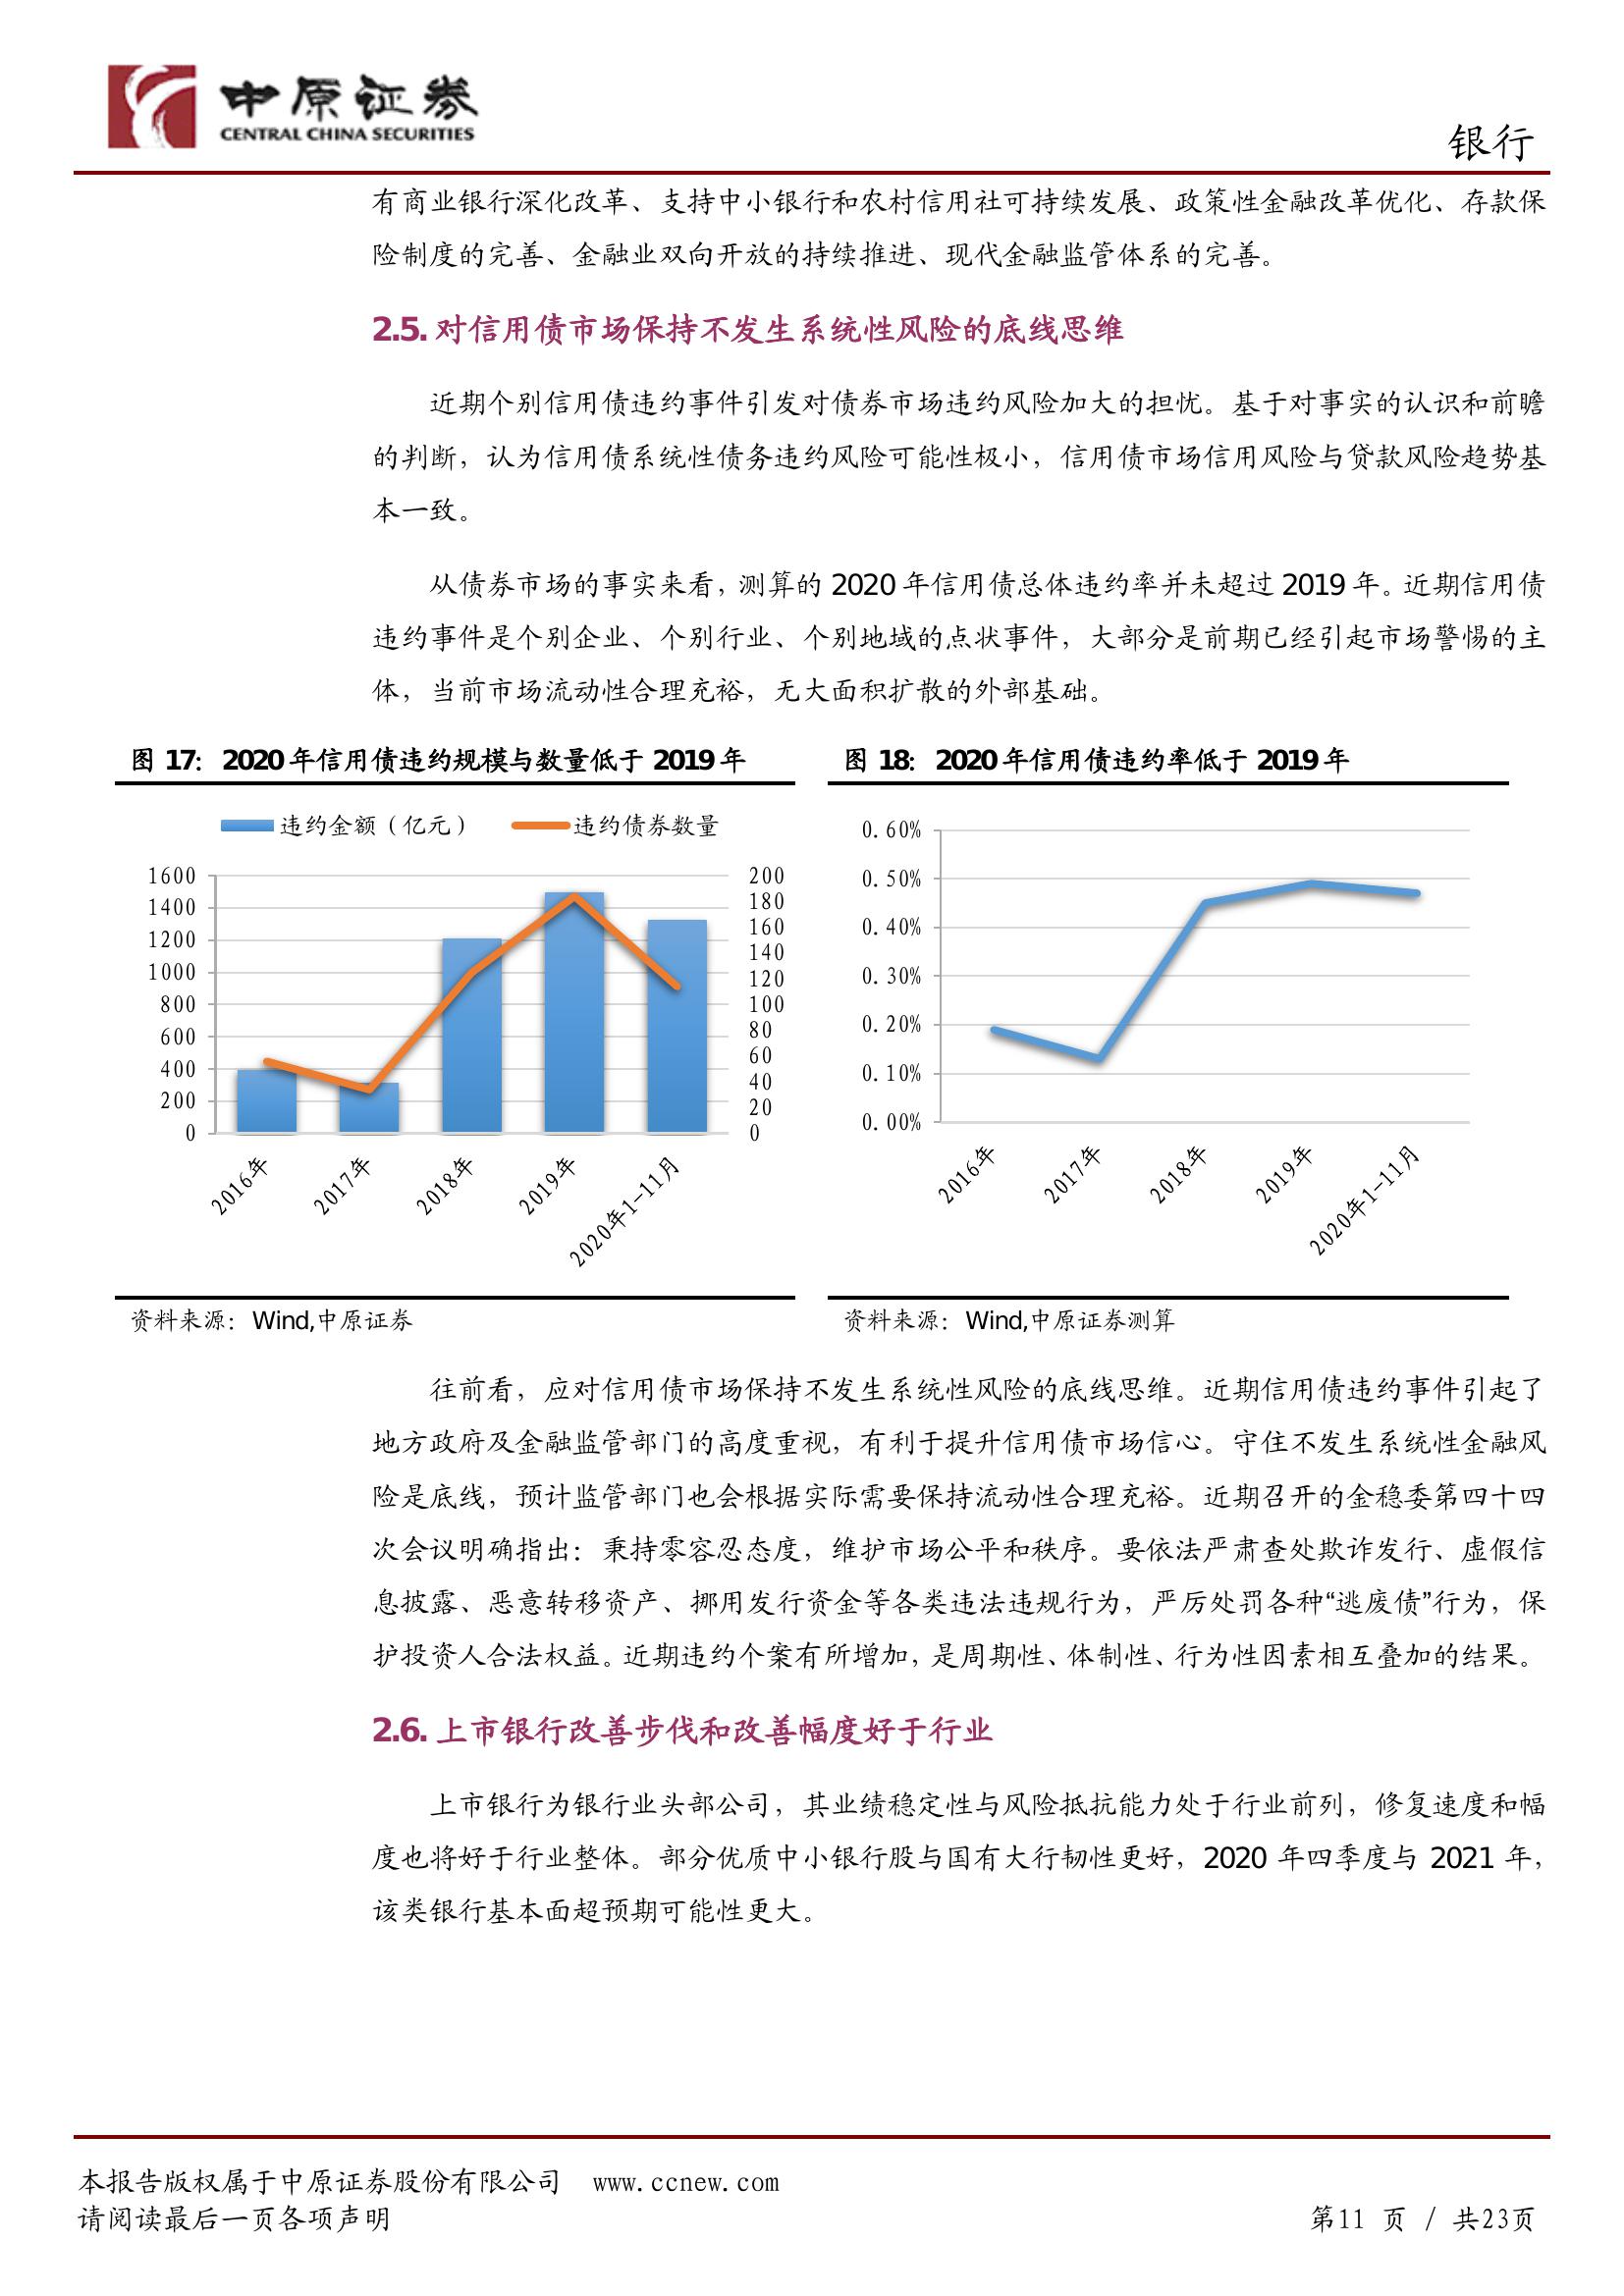 中原证券
CENTRAL CHINA SECURITIES
银行
有商业银行深化改革、支持中小银行和农村信用社可持续发展、政策性金融改革优化、存款保
险制度的完善、金融业双向开放的持续推进、现代金融监管体系的完善。
2.5. 对信用债市场保持不发生系统性风险的底线思维
近期个别信用债违约事件引发对债券市场违约风险加大的担忧。基于对事实的认识和前瞻
的判断，认为信用债系统性债务违约风险可能性极小，信用债市场信用风险与贷款风险趋势基
本一致。
从债券市场的事实来看，测算的 2020 年信用债总体违约率并未超过 2019 年。近期信用债
违约事件是个别企业、个别行业、个别地域的点状事件，大部分是前期已经引起市场警惕的主
体，当前市场流动性合理充裕，无大面积扩散的外部基础。
图 17： 2020 年信用债违约规模与数量低于 2019 年
违约金额（亿元） 违约债券数量
1600
1400
1200
1000
800
600
400
200
0
200
180
160
140
120
100
80
60
40
20
0
2016年
2017年
2018年
2019年
2020年1-11月
资料来源：Wind,中原证券
图 18： 2020 年信用债违约率低于 2019 年
0.60%
0.50%
0.40%
0.30%
0.20%
0.10%
0.00%
2016年
2017年
2018年
2019年
2020年1-11月
资料来源：Wind,中原证券测算
往前看，应对信用债市场保持不发生系统性风险的底线思维。近期信用债违约事件引起了
地方政府及金融监管部门的高度重视，有利于提升信用债市场信心。守住不发生系统性金融风
险是底线，预计监管部门也会根据实际需要保持流动性合理充裕。近期召开的金稳委第四十四
次会议明确指出：秉持零容忍态度，维护市场公平和秩序。要依法严肃查处欺诈发行、虚假信
息披露、恶意转移资产、挪用发行资金等各类违法违规行为，严厉处罚各种“逃废债”行为，保
护投资人合法权益。近期违约个案有所增加，是周期性、体制性、行为性因素相互叠加的结果。
2.6. 上市银行改善步伐和改善幅度好于行业
上市银行为银行业头部公司，其业绩稳定性与风险抵抗能力处于行业前列，修复速度和幅
度也将好于行业整体。部分优质中小银行股与国有大行韧性更好，2020 年四季度与 2021 年，
该类银行基本面超预期可能性更大。
本报告版权属于中原证券股份有限公司 www.ccnew.com
请阅读最后一页各项声明
第11 页 / 共23页